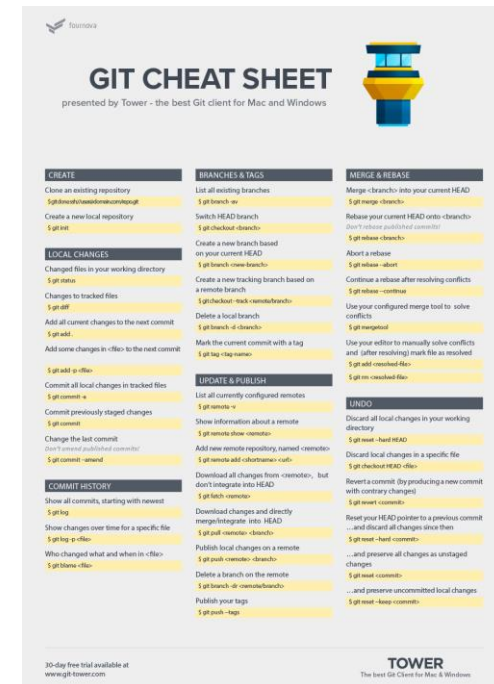 fournova
GIT CHEAT SHEET
presented by Tower - the best Git client for Mac and Windows
CREATE
Clone an existing repository
$ git clone ssh://user@domain.com/repo.git
Create a new local repository
$ git init
LOCAL CHANGES
Changed files in your working directory
$ git status
Changes to tracked files
$ git diff
Add all current changes to the next commit
$ git add .
Add some changes in <file> to the next commit
$ git add -p <file>
Commit all local changes in tracked files
$ git commit -a
Commit previously staged changes
$ git commit
Change the last commit
Don't amend published commits!
$ git commit --amend
COMMIT HISTORY
Show all commits, starting with newest
$ git log
Show changes over time for a specific file
$ git log -p <file>
Who changed what and when in <file>
$ git blame <file>
BRANCHES & TAGS
List all existing branches
$ git branch -av
Switch HEAD branch
$ git checkout <branch>
Create a new branch based
on your current HEAD
$ git branch <new-branch>
Create a new tracking branch based on
a remote branch
$ git checkout --track <remote/branch>
Delete a local branch
$ git branch -d <branch>
Mark the current commit with a tag
$ git tag <tag-name>
UPDATE & PUBLISH
List all currently configured remotes
$ git remote -v
Show information about a remote
$ git remote show <remote>
Add new remote repository, named <remote>
$ git remote add <shortname> <url>
Download all changes from <remote>, but
don't integrate into HEAD
$ git fetch <remote>
Download changes and directly
merge/integrate into HEAD
$ git pull <remote> <branch>
Publish local changes on a remote
$ git push <remote> <branch>
Delete a branch on the remote
$ git branch -dr <remote/branch>
Publish your tags
$ git push --tags
MERGE & REBASE
Merge <branch> into your current HEAD
$ git merge <branch>
Rebase your current HEAD onto <branch>
Don't rebase published commits!
$ git rebase <branch>
Abort a rebase
$ git rebase --abort
Continue a rebase after resolving conflicts
$ git rebase --continue
Use your configured merge tool to solve
conflicts
$ git mergetool
Use your editor to manually solve conflicts
and (after resolving) mark file as resolved
$ git add <resolved-file>
$ git rm <resolved-file>
UNDO
Discard all local changes in your working
directory
$ git reset --hard HEAD
Discard local changes in a specific file
$ git checkout HEAD <file>
Revert a commit (by producing a new commit
with contrary changes)
$ git revert <commit>
Reset your HEAD pointer to a previous commit
…and discard all changes since then
$ git reset --hard <commit>
…and preserve all changes as unstaged
changes
$ git reset <commit>
…and preserve uncommitted local changes
$ git reset --keep <commit>
30-day free trial available at
www.git-tower.com
TOWER
The best Git Client for Mac & Windows